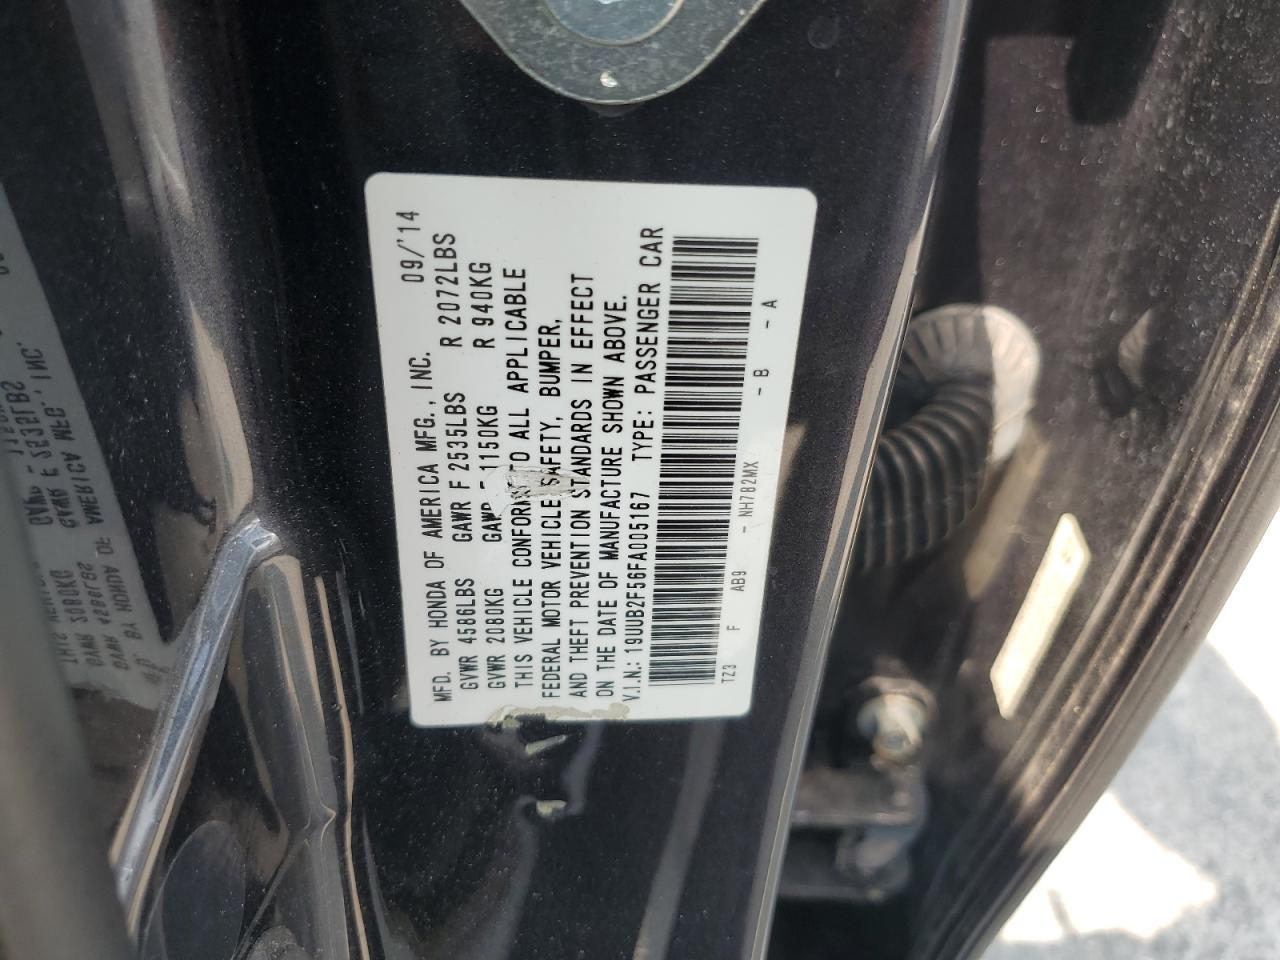 MFD. BY HONDA OF AMERICA MFG., INC. 09/'14
GVWR 4586LBS GAWR F 2535LBS R 2072LBS
GVWR 2080KG GAWR F 1150KG R 940KG
THIS VEHICLE CONFORMS TO ALL APPLICABLE
FEDERAL MOTOR VEHICLE SAFETY, BUMPER,
AND THEFT PREVENTION STANDARDS IN EFFECT
ON THE DATE OF MANUFACTURE SHOWN ABOVE.
V.I.N.: 19UUB2F56FA005167 TYPE: PASSENGER CAR
TZ3 F AB9 - NH782MX - B - A